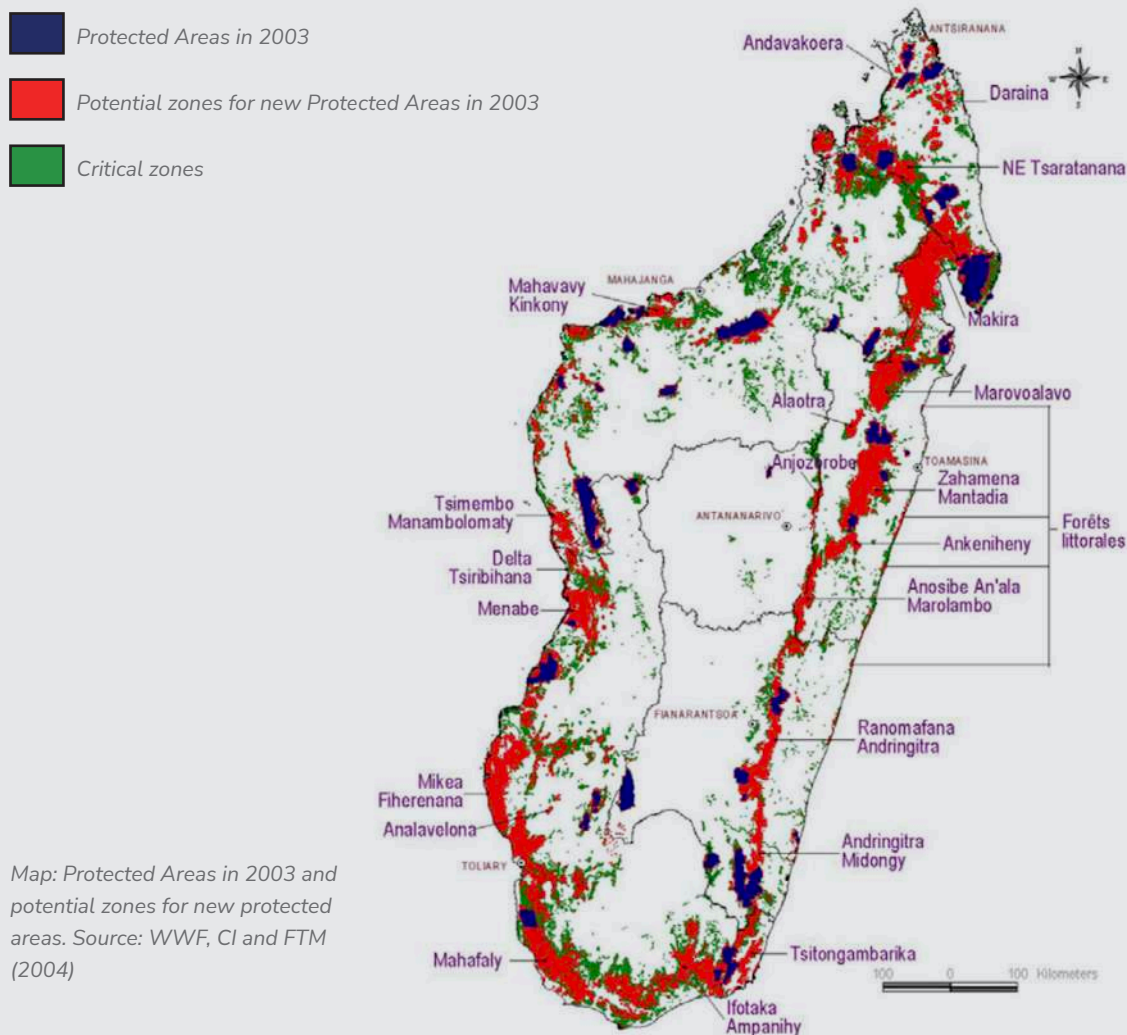 Protected Areas in 2003
Potential zones for new Protected Areas in 2003
Critical zones
ANTSIRANANA
Andavakoera
N
W
E
S
Daraina
NE Tsaratanana
MAHAJANGA
Mahavavy
Kinkony
Makira
Marovoalavo
Alaotra
Anjozorobe
TOAMASINA
Zahamena
Mantadia
Tsimembo
Manambolomaty
ANTANANARIVO
Forêts
littorales
Ankeniheny
Delta
Tsiribihana
Anosibe An'ala
Marolambo
Menabe
FIANARANTSOA
Ranomafana
Andringitra
Mikea
Fiherenana
Analavelona
Andringitra
Midongy
TOLIARY
Map: Protected Areas in 2003 and
potential zones for new protected
areas. Source: WWF, CI and FTM
(2004)
Mahafaly
Tsitongambarika
100 0 100 Kilometers
Ifotaka
Ampanihy